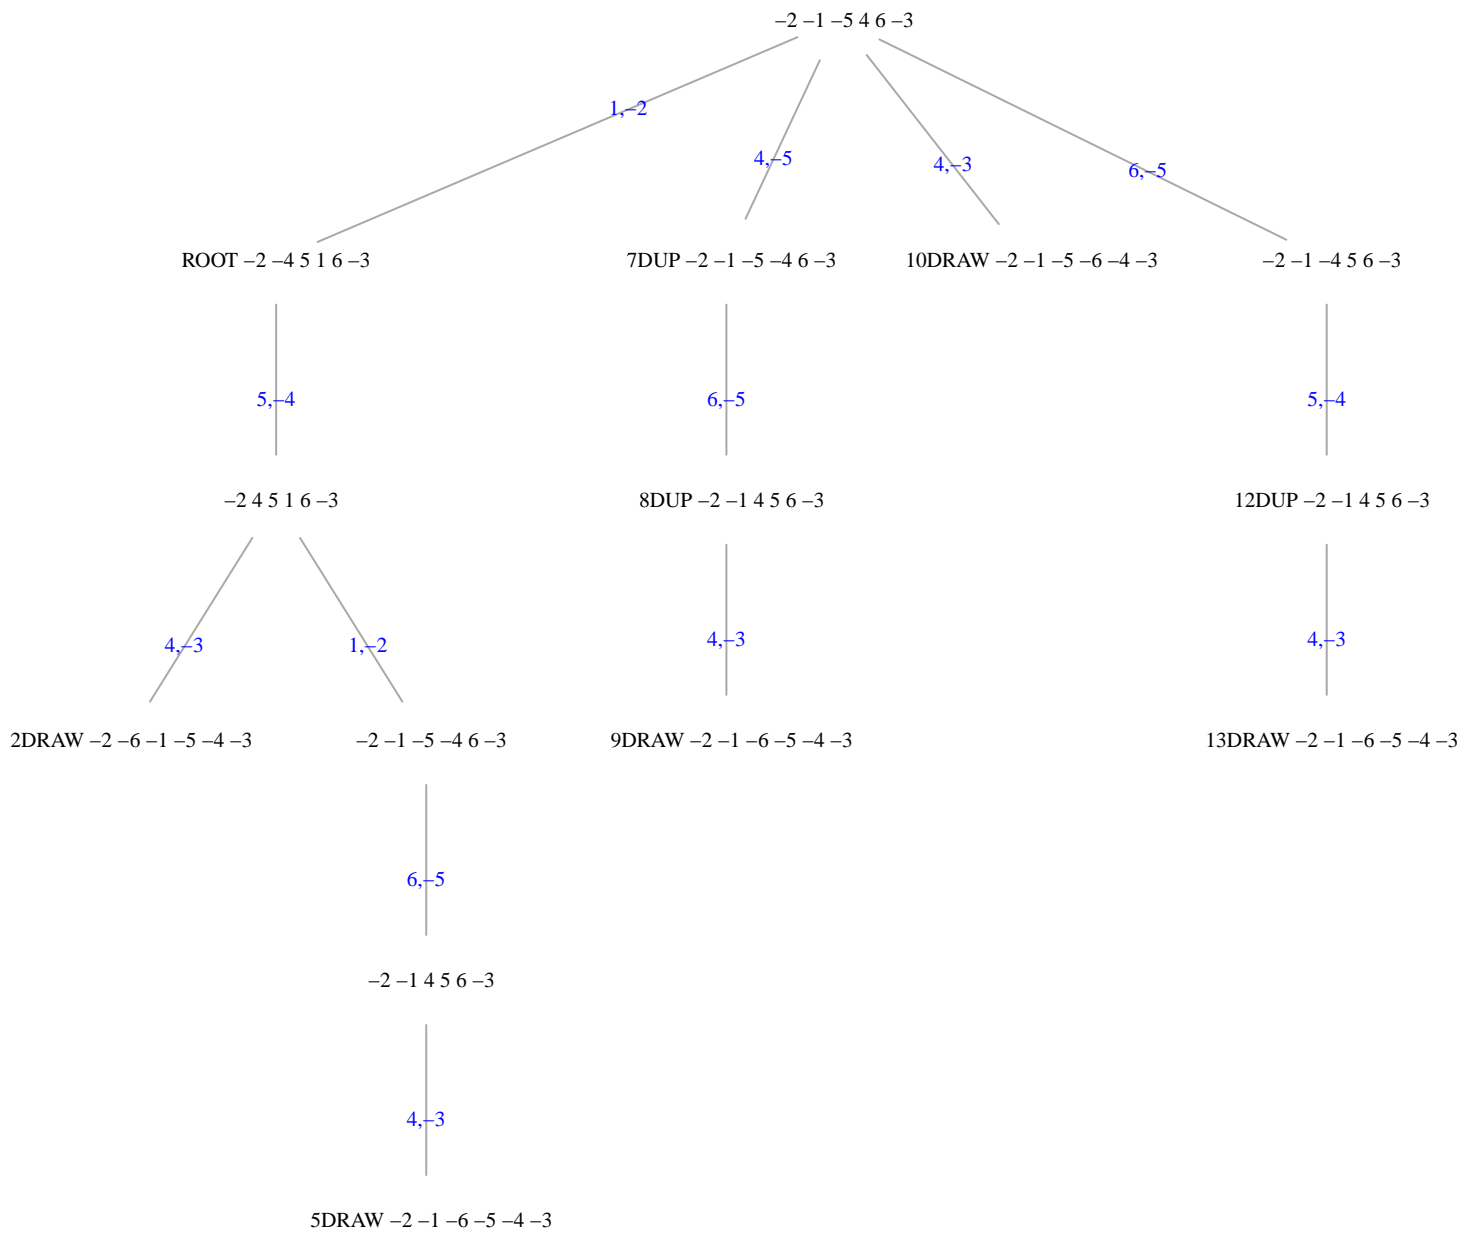 –2 –1 –5 4 6 –3
1,–2
4,–5
4,–3
6,–5
ROOT –2 –4 5 1 6 –3
7DUP –2 –1 –5 –4 6 –3
10DRAW –2 –1 –5 –6 –4 –3
–2 –1 –4 5 6 –3
5,–4
6,–5
5,–4
–2 4 5 1 6 –3
8DUP –2 –1 4 5 6 –3
12DUP –2 –1 4 5 6 –3
4,–3
1,–2
4,–3
4,–3
2DRAW –2 –6 –1 –5 –4 –3
–2 –1 –5 –4 6 –3
9DRAW –2 –1 –6 –5 –4 –3
13DRAW –2 –1 –6 –5 –4 –3
6,–5
–2 –1 4 5 6 –3
4,–3
5DRAW –2 –1 –6 –5 –4 –3